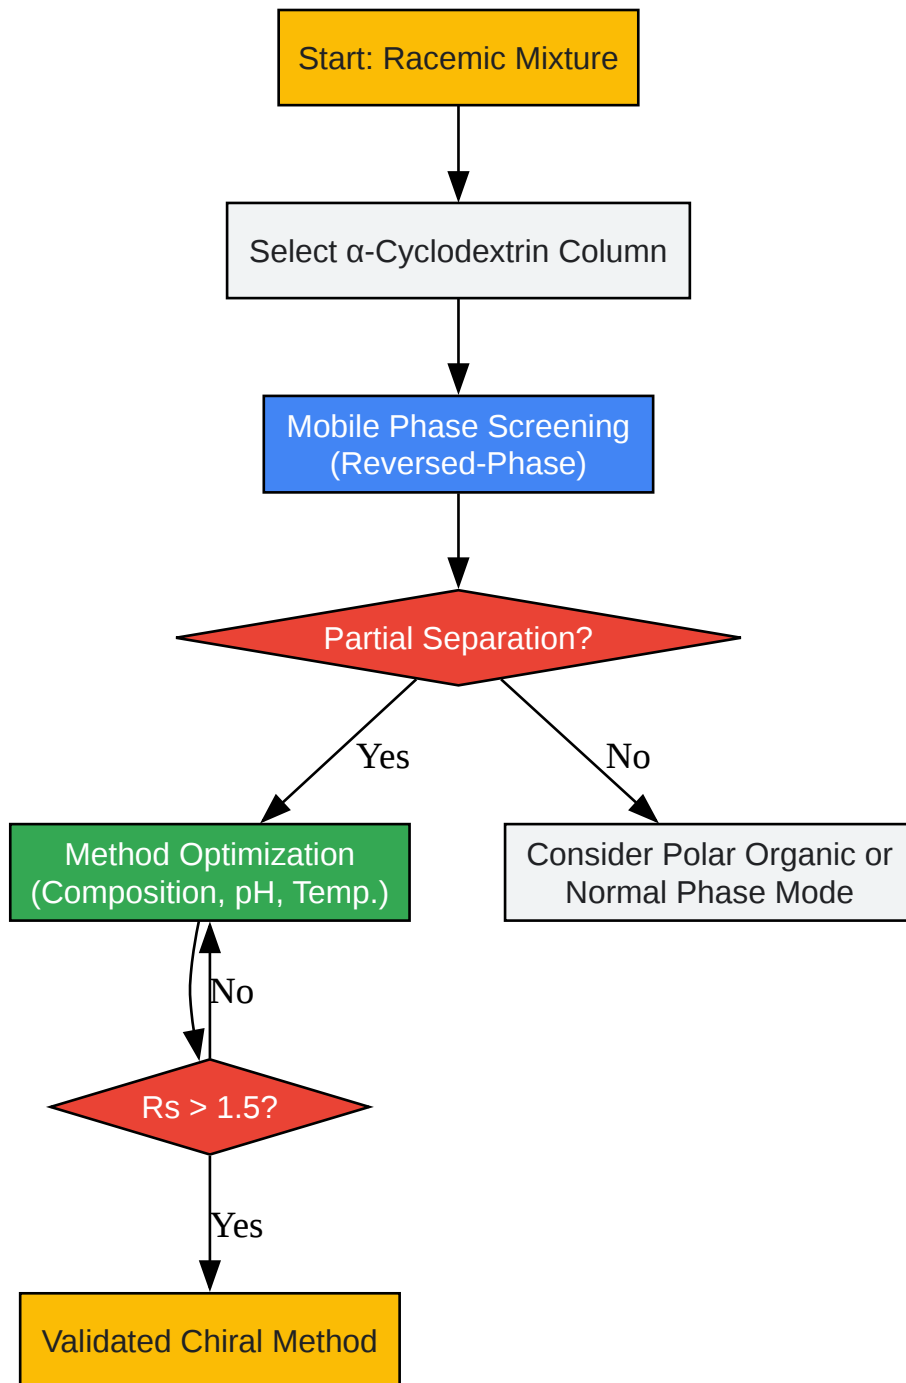 Start: Racemic Mixture
Select α-Cyclodextrin Column
Mobile Phase Screening
(Reversed-Phase)
Partial Separation?
Yes
No
Method Optimization
(Composition, pH, Temp.)
Consider Polar Organic or
Normal Phase Mode
No
Rs > 1.5?
Yes
Validated Chiral Method